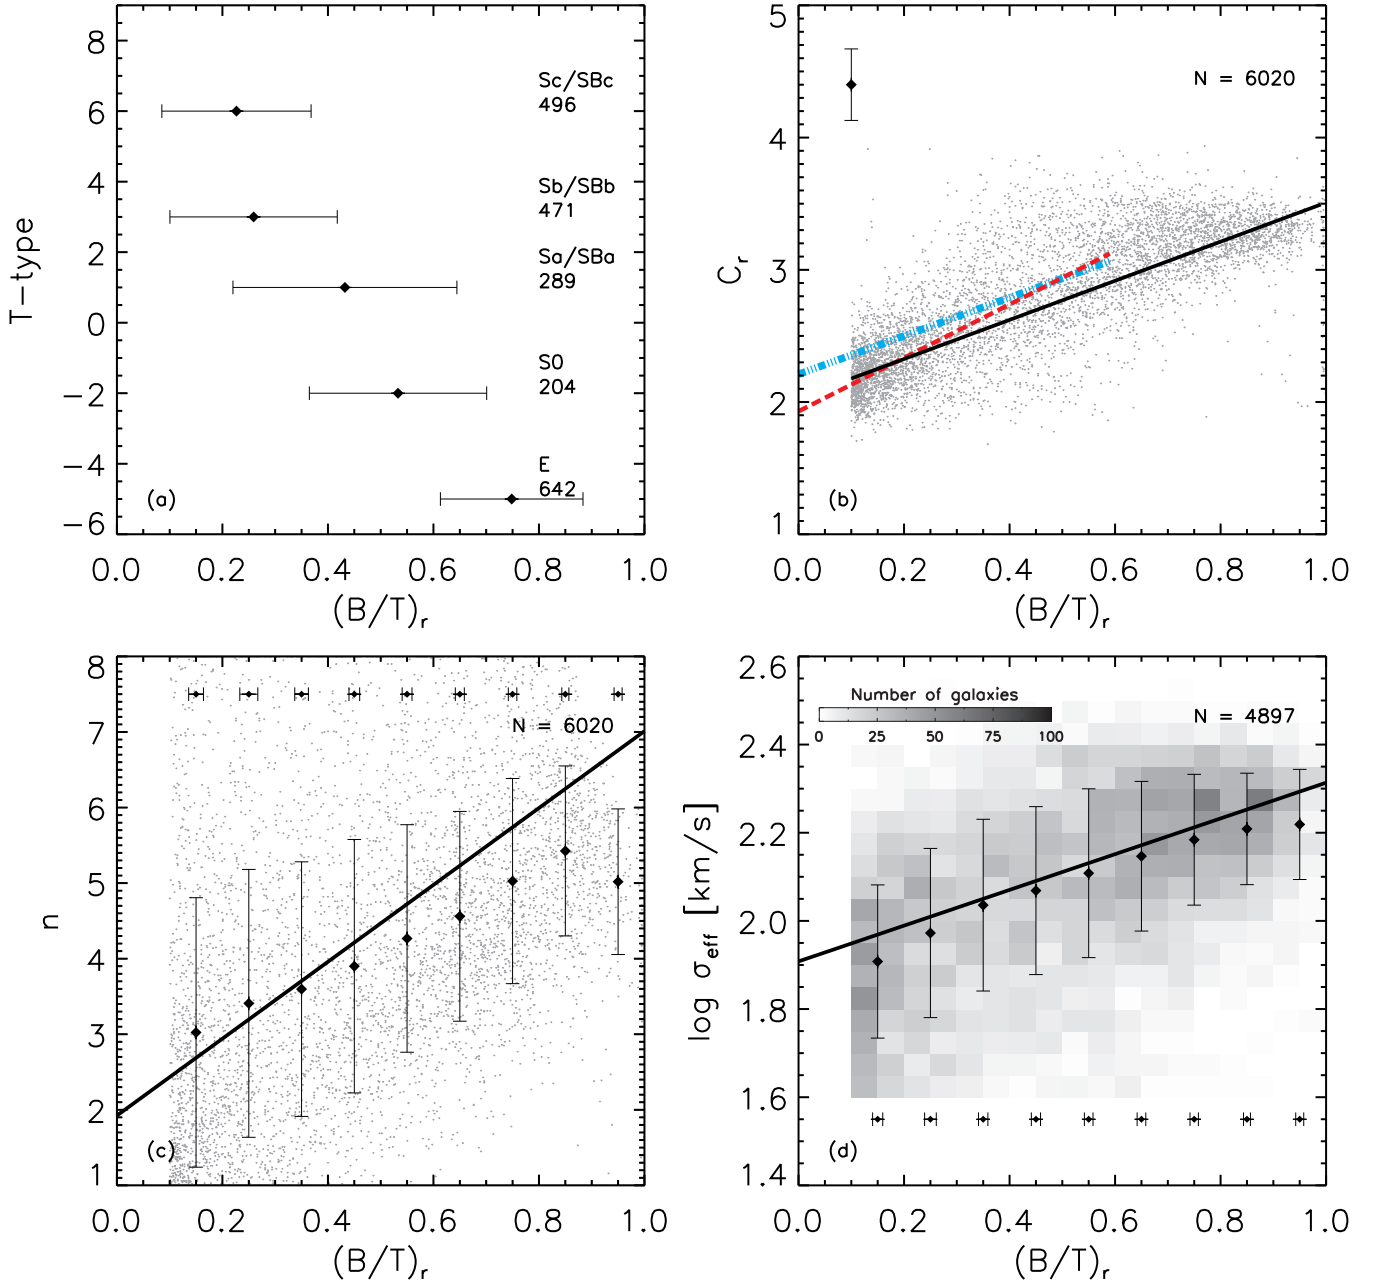 8
6
4
2
0
−2
−4
−6
T−type
Sc/SBc
496
Sb/SBb
471
Sa/SBa
289
S0
204
E
642
(a)
0.0 0.2 0.4 0.6 0.8 1.0
(B/T)r
5
4
3
2
1
Cr
N = 6020
(b)
0.0 0.2 0.4 0.6 0.8 1.0
(B/T)r
8
7
6
5
4
3
2
1
n
N = 6020
(c)
0.0 0.2 0.4 0.6 0.8 1.0
(B/T)r
2.6
2.4
2.2
2.0
1.8
1.6
1.4
log σeff [km/s]
Number of galaxies
0 25 50 75 100
N = 4897
(d)
0.0 0.2 0.4 0.6 0.8 1.0
(B/T)r